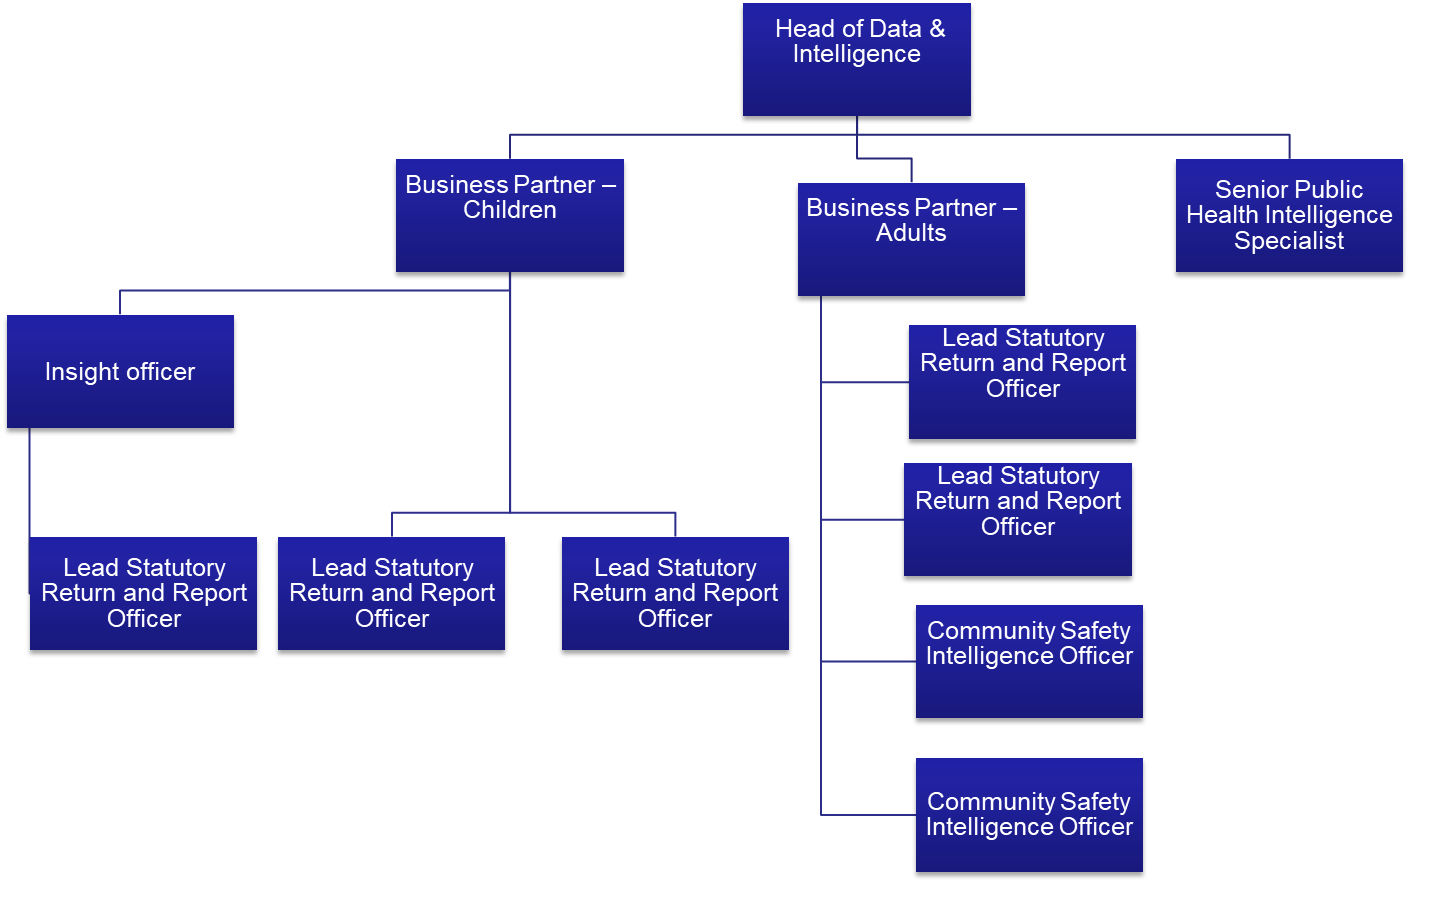 Head of Data &
Intelligence
Business Partner –
Children
Business Partner –
Adults
Senior Public
Health Intelligence
Specialist
Insight officer
Lead Statutory
Return and Report
Officer
Lead Statutory
Return and Report
Officer
Lead Statutory
Return and Report
Officer
Lead Statutory
Return and Report
Officer
Lead Statutory
Return and Report
Officer
Community Safety
Intelligence Officer
Community Safety
Intelligence Officer